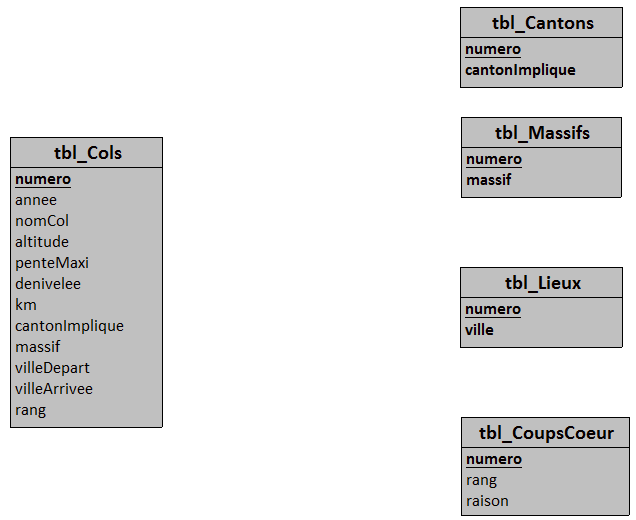 tbl_Cols
numero
annee
nomCol
altitude
penteMaxi
denivelee
km
cantonImplique
massif
villeDepart
villeArrivee
rang
tbl_Cantons
numero
cantonImplique
tbl_Massifs
numero
massif
tbl_Lieux
numero
ville
tbl_CoupsCoeur
numero
rang
raison